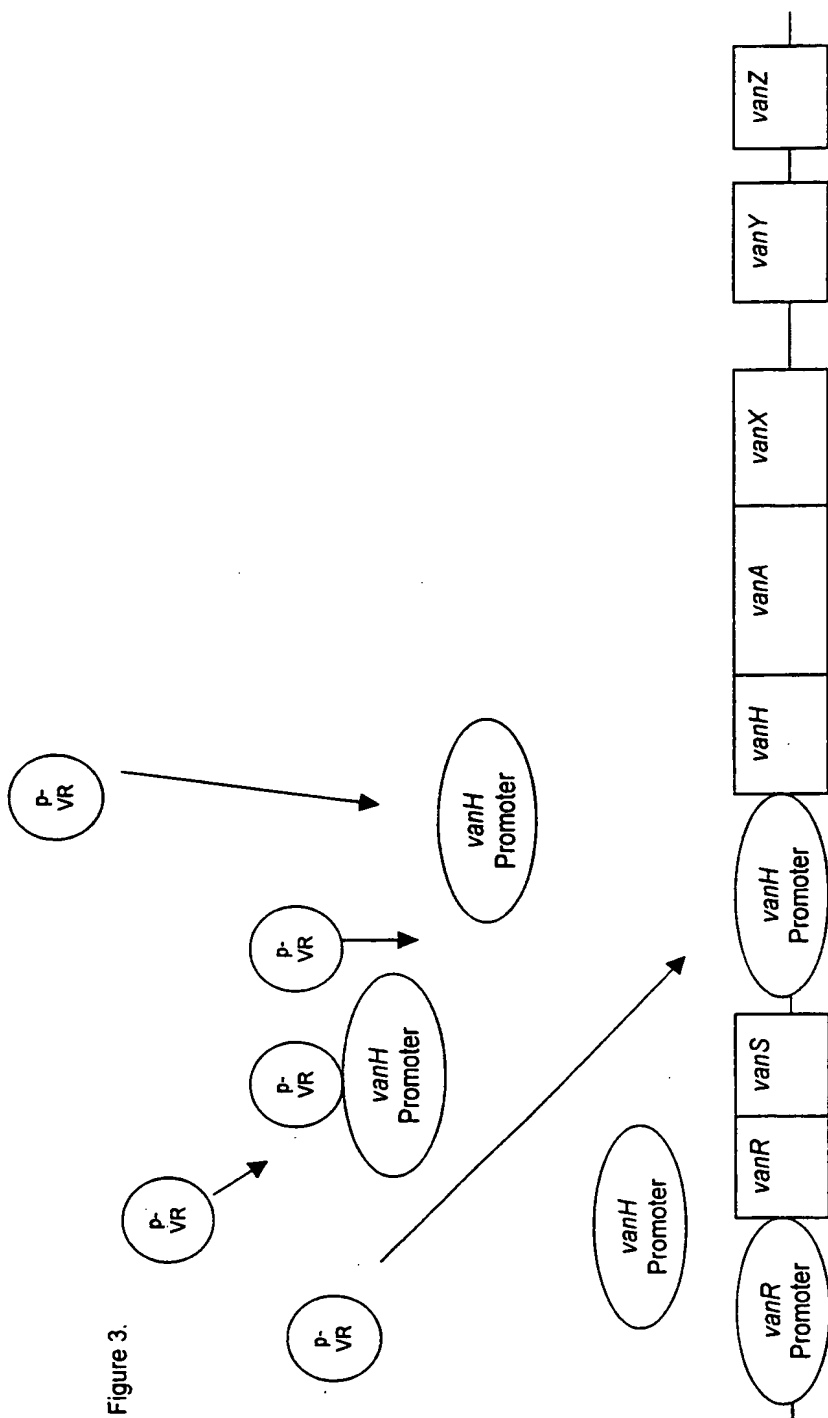 Figure 3.
p-
VR
p-
VR
p-
VR
p-
VR
p-
VR
vanH
Promoter
vanH
Promoter
vanH
Promoter
vanR
Promoter
vanR
vanS
vanH
Promoter
vanH
vanA
vanX
vanY
vanZ